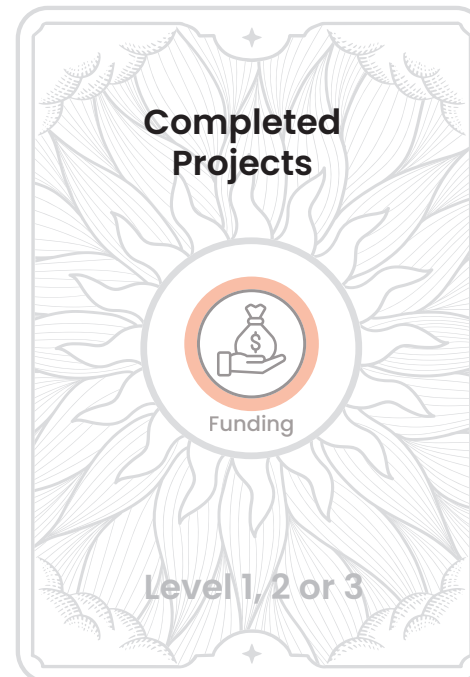 Completed
Projects
$
Funding
Level 1, 2 or 3